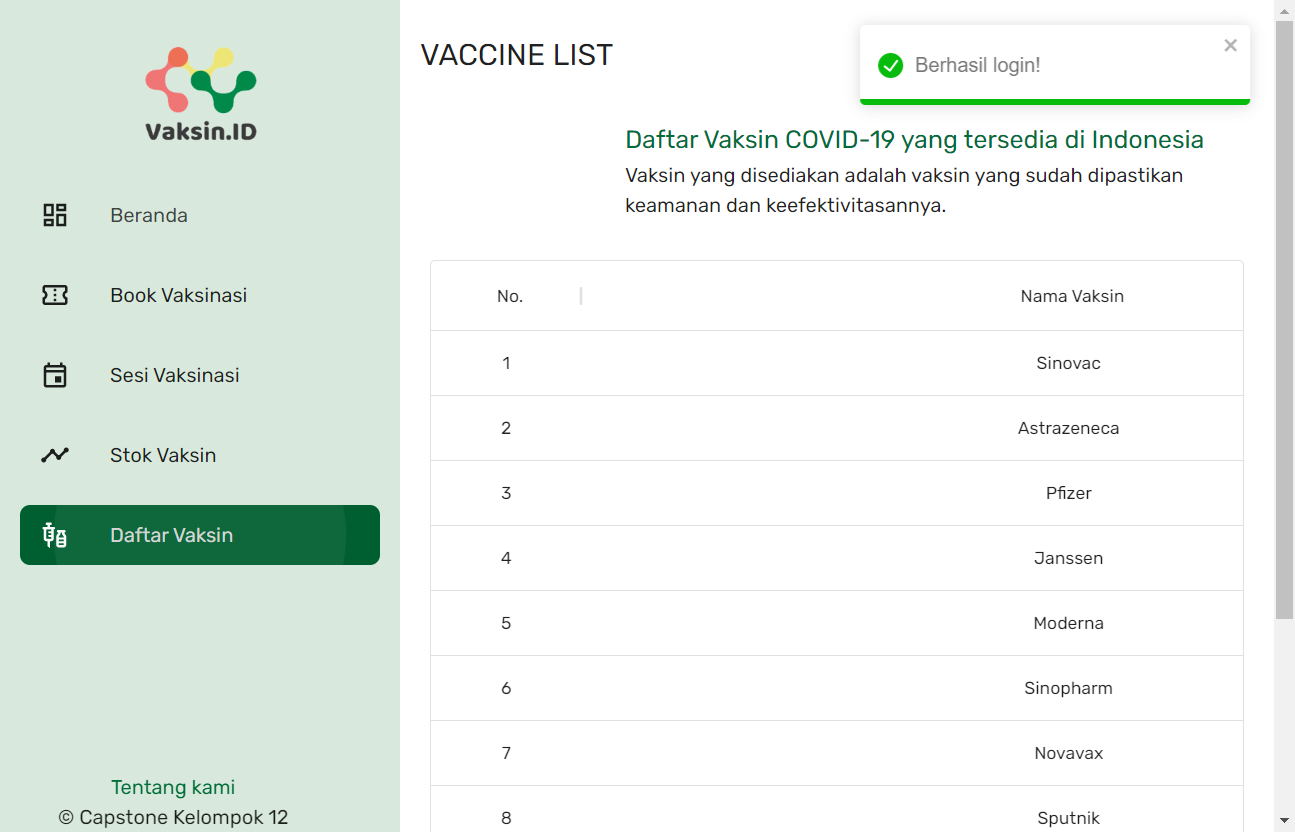 Vaksin.ID
Beranda
Book Vaksinasi
Sesi Vaksinasi
Stok Vaksin
Daftar Vaksin
Tentang kami
© Capstone Kelompok 12
VACCINE LIST
Berhasil login!
Daftar Vaksin COVID-19 yang tersedia di Indonesia
Vaksin yang disediakan adalah vaksin yang sudah dipastikan
keamanan dan keefektivitasannya.
No. Nama Vaksin
1 Sinovac
2 Astrazeneca
3 Pfizer
4 Janssen
5 Moderna
6 Sinopharm
7 Novavax
8 Sputnik